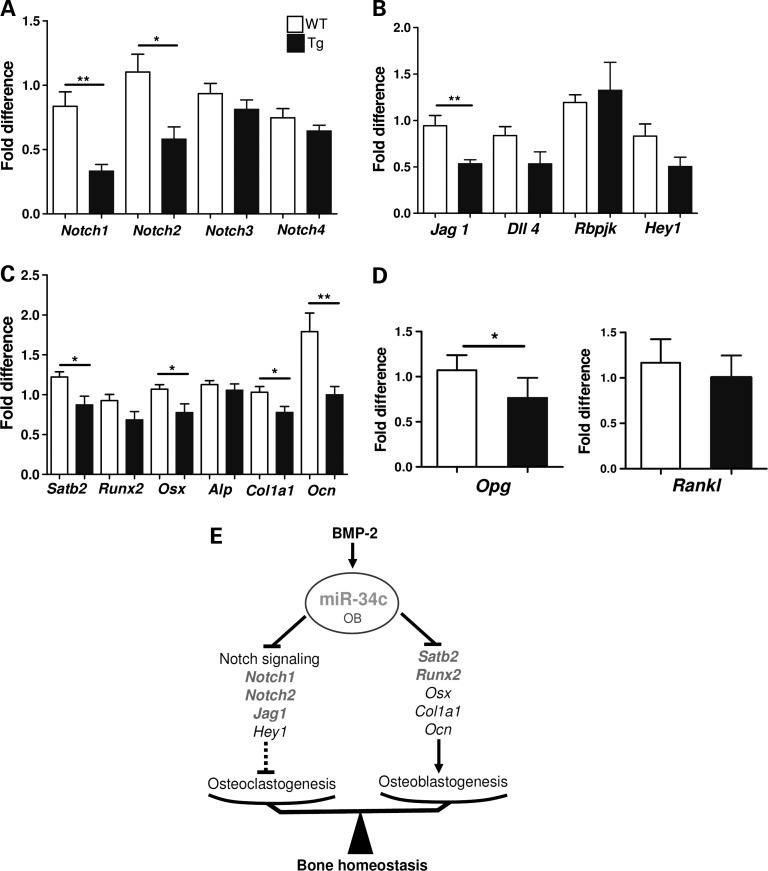 A
Fold difference
1.5
1.0
0.5
0.0
WT
Tg
**
*
Notch1 Notch2 Notch3 Notch4
B
Fold difference
2.0
1.5
1.0
0.5
0.0
**
Jag 1 Dll 4 Rbpjk Hey1
C
Fold difference
2.5
2.0
1.5
1.0
0.5
0.0
*
*
*
**
Satb2 Runx2 Osx Alp Col1a1 Ocn
D
Fold difference
1.5
1.0
0.5
0.0
*
Opg
Fold difference
1.5
1.0
0.5
0.0
Rankl
E
BMP-2
miR-34c
OB
Notch signaling
Notch1
Notch2
Jag1
Hey1
Osteoclastogenesis
Satb2
Runx2
Osx
Col1a1
Ocn
Osteoblastogenesis
Bone homeostasis